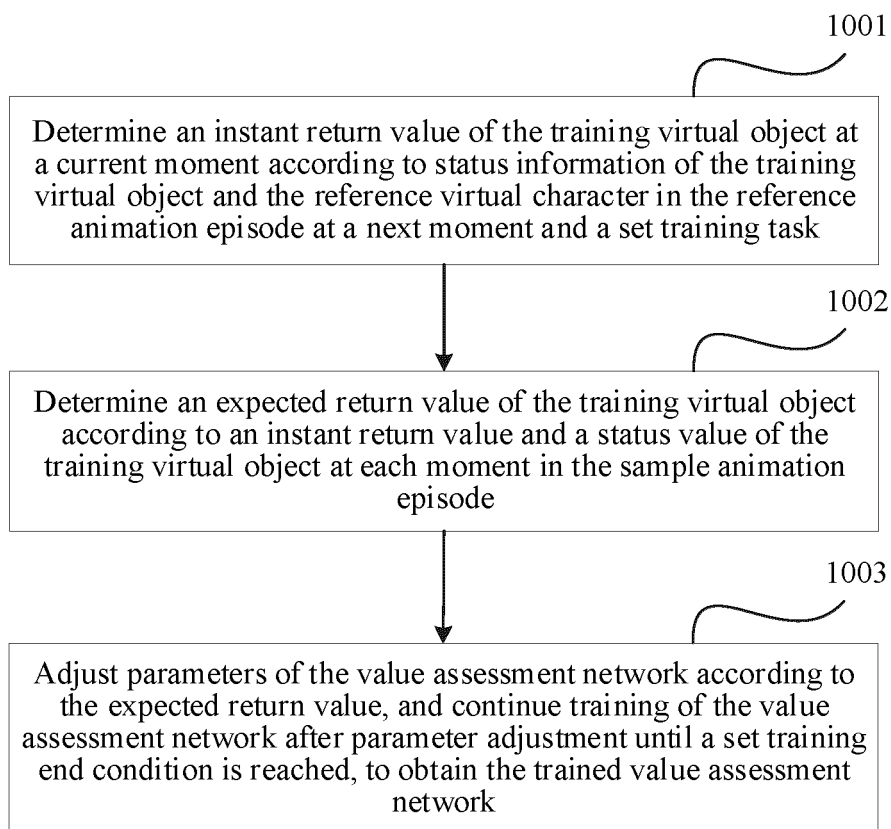 1001
Determine an instant return value of the training virtual object at
a current moment according to status information of the training
virtual object and the reference virtual character in the reference
animation episode at a next moment and a set training task
1002
Determine an expected return value of the training virtual object
according to an instant return value and a status value of the
training virtual object at each moment in the sample animation
episode
1003
Adjust parameters of the value assessment network according to
the expected return value, and continue training of the value
assessment network after parameter adjustment until a set training
end condition is reached, to obtain the trained value assessment
network